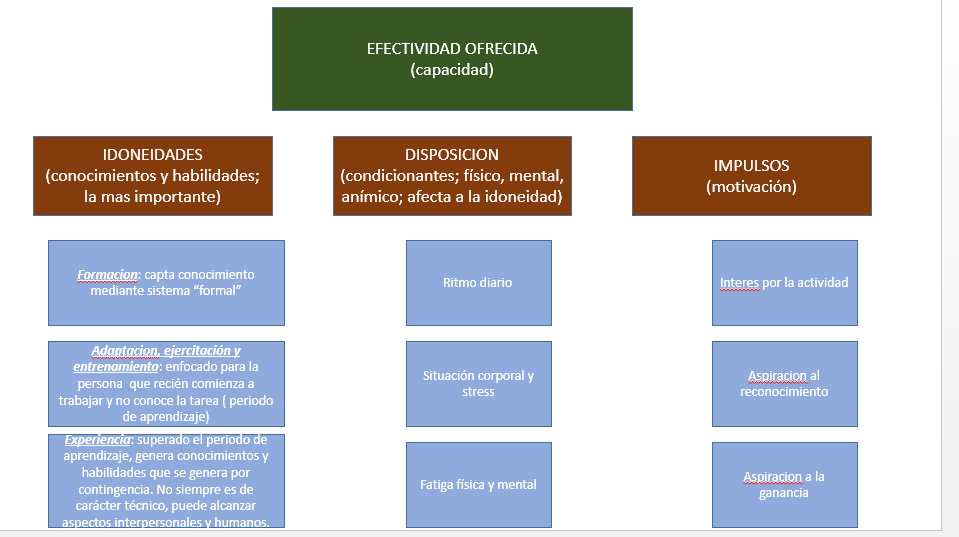 EFECTIVIDAD OFRECIDA
(capacidad)
IDONEIDADES
(conocimientos y habilidades;
la mas importante)
DISPOSICION
(condicionantes; físico, mental,
anímico; afecta a la idoneidad)
IMPULSOS
(motivación)
Formacion: capta conocimiento
mediante sistema “formal”
Ritmo diario
Interes por la actividad
Adaptacion, ejercitación y
entrenamiento: enfocado para la
persona que recién comienza a
trabajar y no conoce la tarea ( periodo
de aprendizaje)
Situación corporal y
stress
Aspiracion al
reconocimiento
Experiencia: superado el periodo de
aprendizaje, genera conocimientos y
habilidades que se genera por
contingencia. No siempre es de
carácter técnico, puede alcanzar
aspectos interpersonales y humanos.
Fatiga física y mental
Aspiracion a la
ganancia